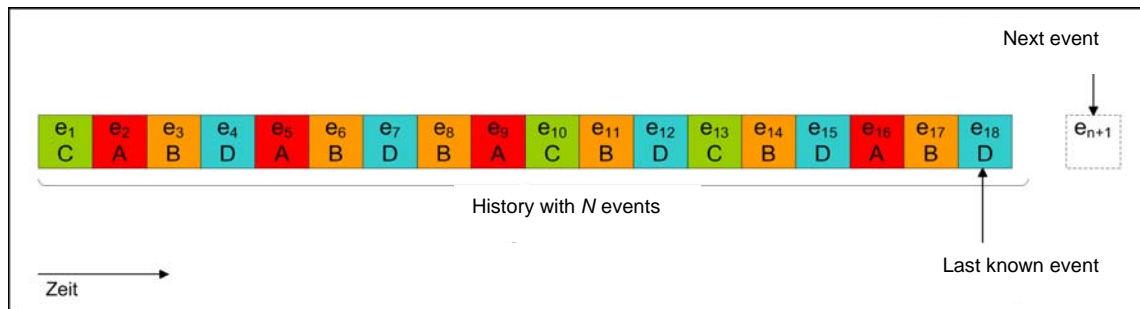 Next event
e1 e2 e3 e4 e5 e6 e7 e8 e9 e10 e11 e12 e13 e14 e15 e16 e17 e18 en+1
C A B D A B D B A C B D C B D A B D
History with N events
Last known event
Zeit